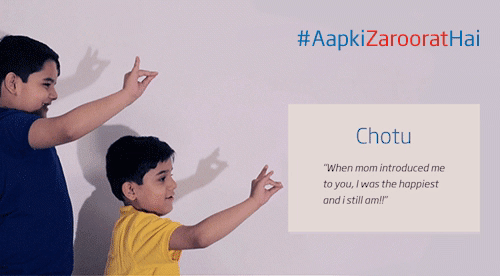 #AapkiZarooratHai
Chotu
"When mom introduced me
to you, I was the happiest
and i still am!!"